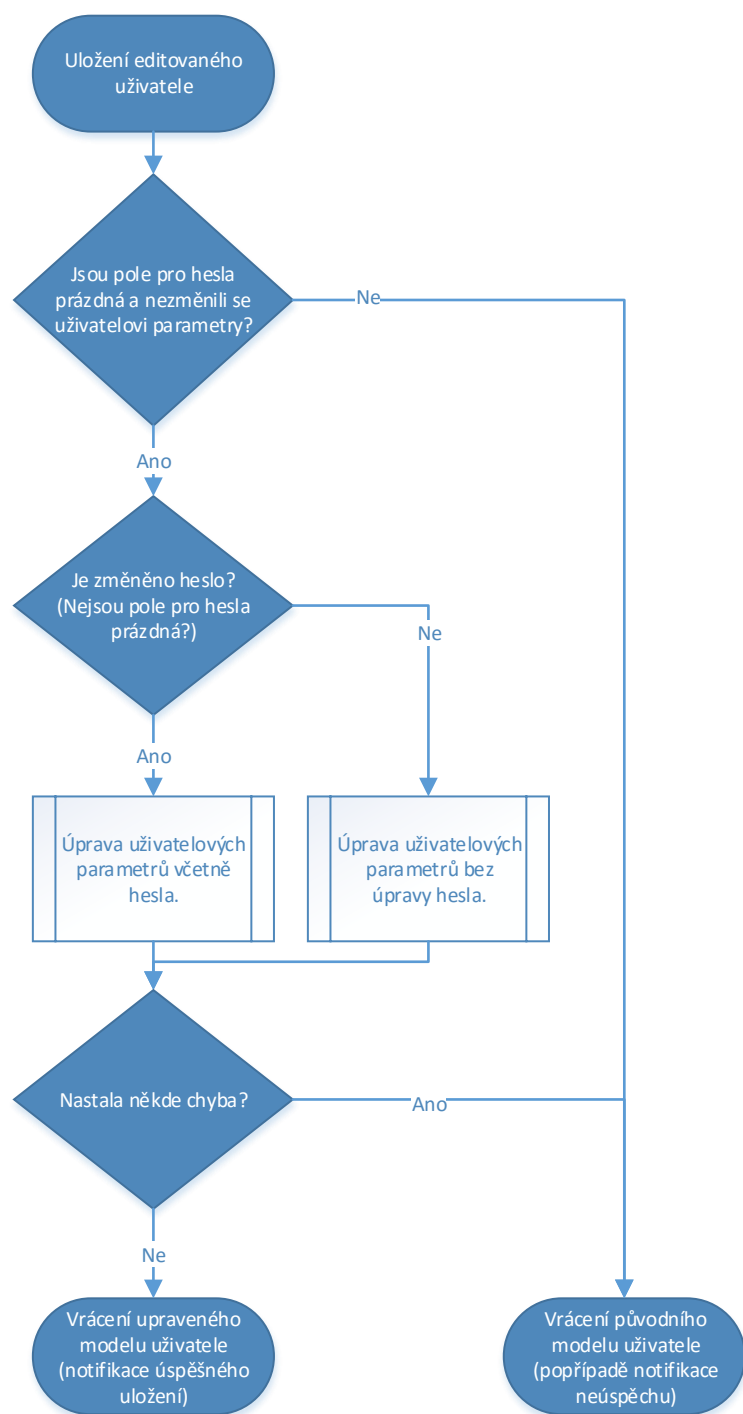 Uložení editovaného
uživatele
Jsou pole pro hesla
prázdná a nezměnili se
uživatelovi parametry?
Ne
Ano
Je změněno heslo?
(Nejsou pole pro hesla
prázdná?)
Ne
Ano
Úprava uživatelových
parametrů včetně
hesla.
Úprava uživatelových
parametrů bez
úpravy hesla.
Nastala někde chyba?
Ano
Ne
Vrácení upraveného
modelu uživatele
(notifikace úspěšného
uložení)
Vrácení původního
modelu uživatele
(popřípadě notifikace
neúspěchu)